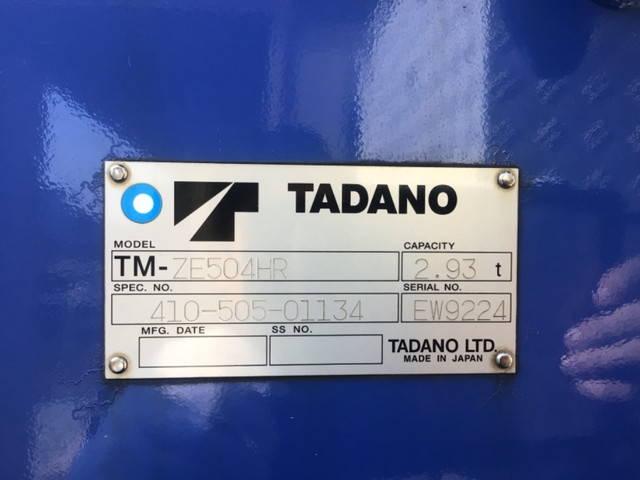 TADANO
MODEL CAPACITY
TM-ZE504HR 2.93 t
SPEC. NO. SERIAL NO.
410-505-01134 EW9224
MFG. DATE SS NO.
TADANO LTD.
MADE IN JAPAN